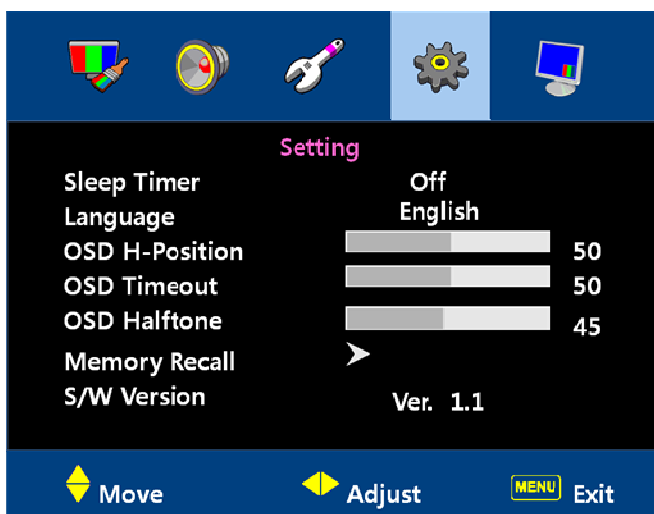 Setting
Sleep Timer Off
Language English
OSD H-Position 50
OSD Timeout 50
OSD Halftone 45
Memory Recall
S/W Version Ver. 1.1
Move Adjust MENU Exit